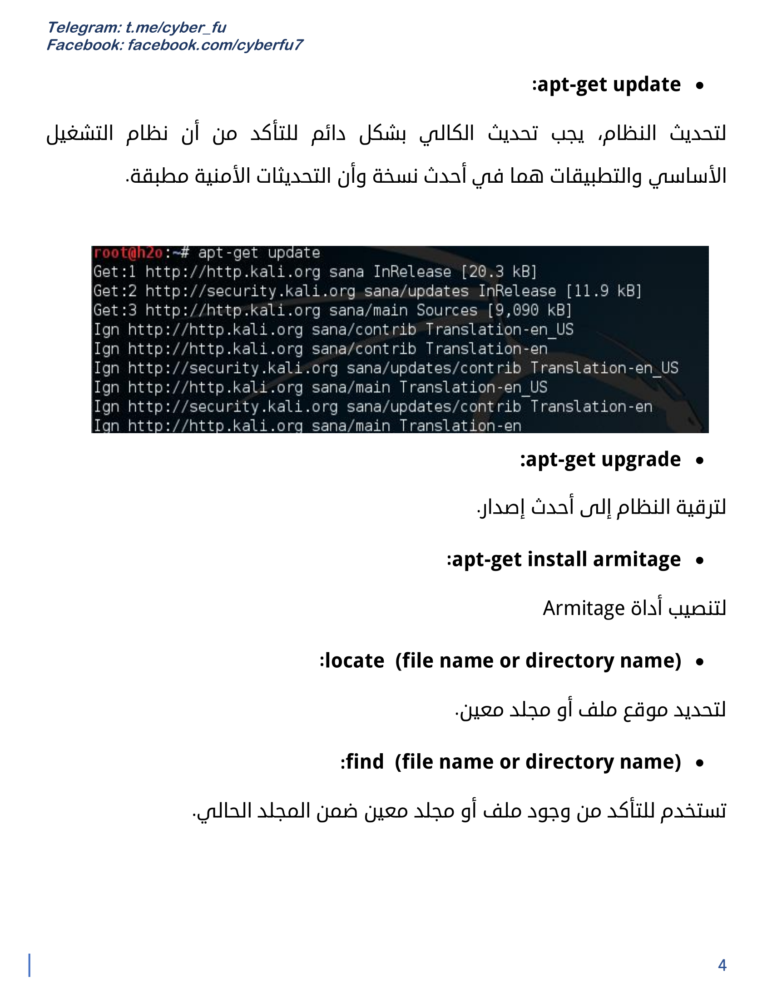 Telegram: t.me/cyber_fu
Facebook: facebook.com/cyberfu7
• apt-get update:
لتحديث النظام، يجب تحديث الكالي بشكل دائم للتأكد من أن نظام التشغيل
الأساسي والتطبيقات هما في أحدث نسخة وأن التحديثات الأمنية مطبقة.
root@h2o:~# apt-get update
Get:1 http://http.kali.org sana InRelease [20.3 kB]
Get:2 http://security.kali.org sana/updates InRelease [11.9 kB]
Get:3 http://http.kali.org sana/main Sources [9,090 kB]
Ign http://http.kali.org sana/contrib Translation-en_US
Ign http://http.kali.org sana/contrib Translation-en
Ign http://security.kali.org sana/updates/contrib Translation-en_US
Ign http://http.kali.org sana/main Translation-en_US
Ign http://security.kali.org sana/updates/contrib Translation-en
Ign http://http.kali.org sana/main Translation-en
• apt-get upgrade:
لترقية النظام إلى أحدث إصدار.
• apt-get install armitage:
لتنصيب أداة Armitage
• locate (file name or directory name):
لتحديد موقع ملف أو مجلد معين.
• find (file name or directory name):
تستخدم للتأكد من وجود ملف أو مجلد معين ضمن المجلد الحالي.
4